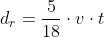 d_r = \frac{5}{18} \cdot v \cdot t